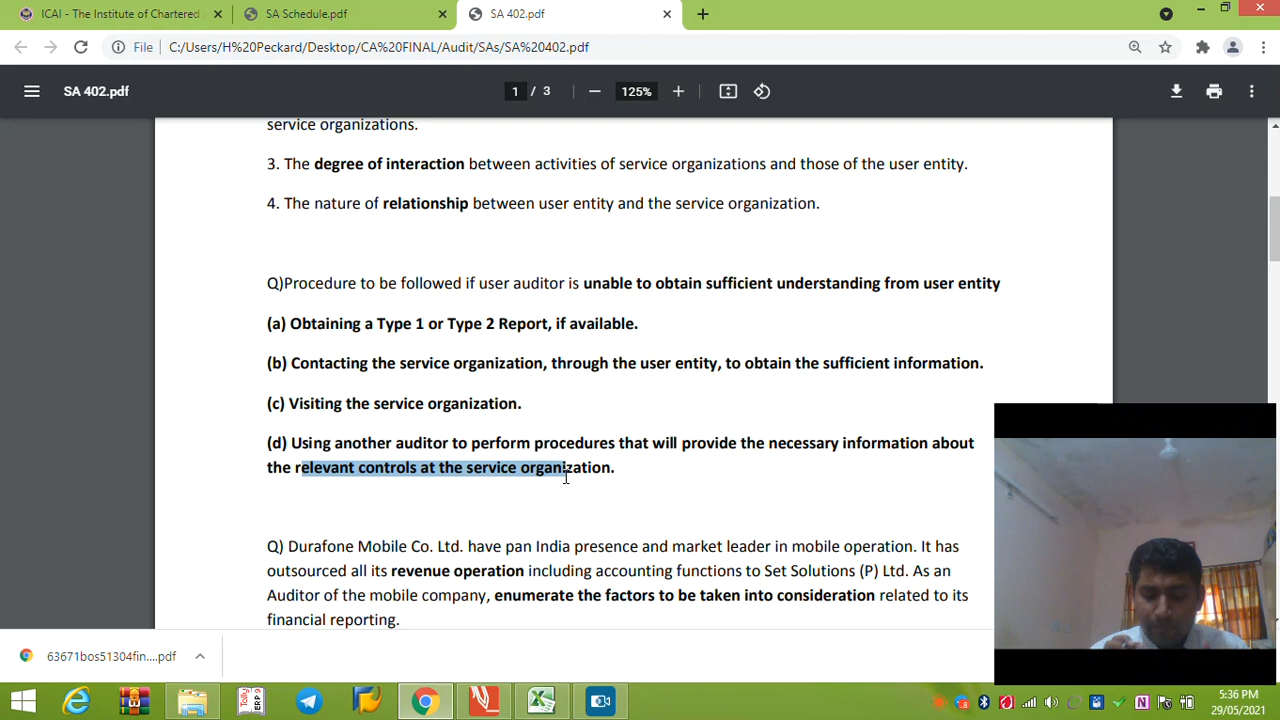 ICAI - The Institute of Chartered
SA Schedule.pdf
SA 402.pdf
File
C:/Users/H%20Peckard/Desktop/CA%20FINAL/Audit/SAs/SA%20402.pdf
SA 402.pdf
1 / 3
125%
service organizations.
3. The degree of interaction between activities of service organizations and those of the user entity.
4. The nature of relationship between user entity and the service organization.
Q)Procedure to be followed if user auditor is unable to obtain sufficient understanding from user entity
(a) Obtaining a Type 1 or Type 2 Report, if available.
(b) Contacting the service organization, through the user entity, to obtain the sufficient information.
(c) Visiting the service organization.
(d) Using another auditor to perform procedures that will provide the necessary information about
the relevant controls at the service organization.
Q) Durafone Mobile Co. Ltd. have pan India presence and market leader in mobile operation. It has
outsourced all its revenue operation including accounting functions to Set Solutions (P) Ltd. As an
Auditor of the mobile company, enumerate the factors to be taken into consideration related to its
financial reporting.
63671bos51304fin....pdf
Tally
ERP 9
5:36 PM
29/05/2021